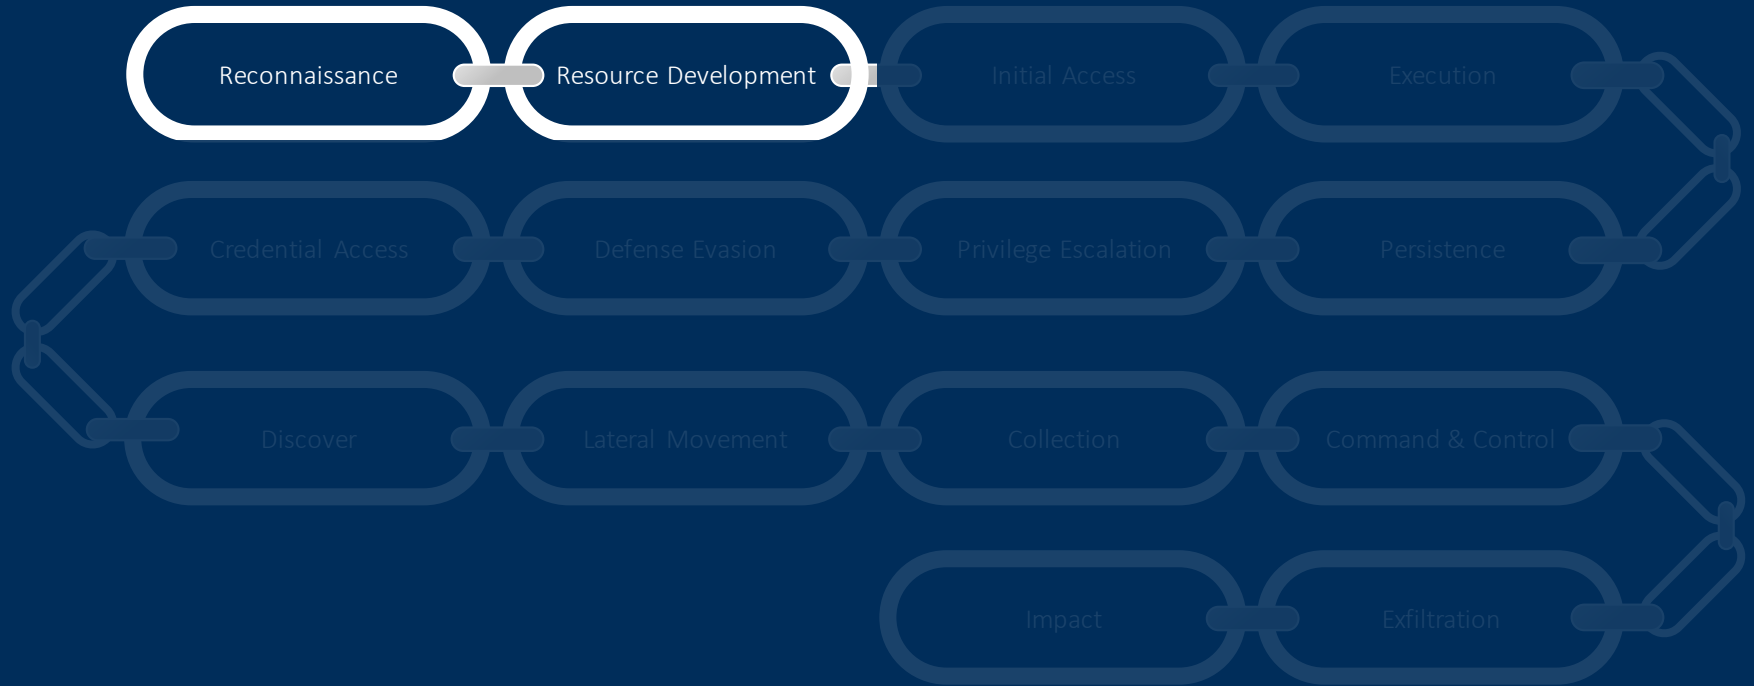 Reconnaissance
Resource Development
Initial Access
Execution
Credential Access
Defense Evasion
Privilege Escalation
Persistence
Discover
Lateral Movement
Collection
Command & Control
Impact
Exfiltration